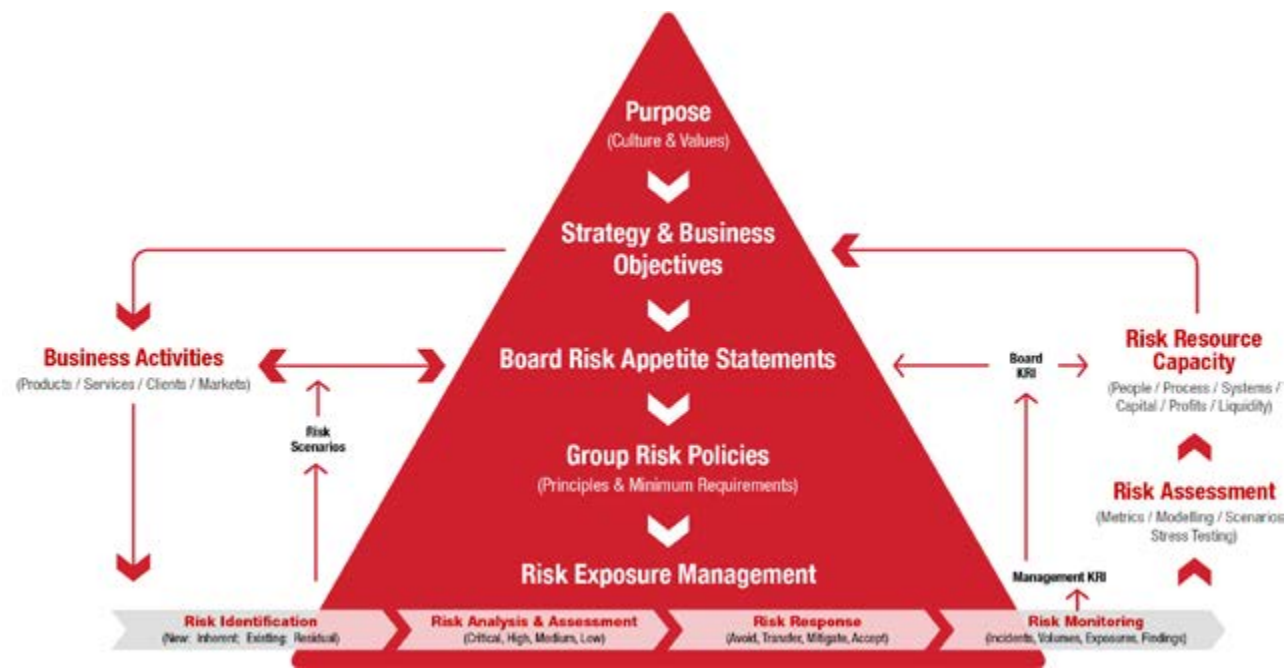 Purpose
(Culture & Values)
Strategy & Business
Objectives
Business Activities
(Products / Services / Clients / Markets)
Board Risk Appetite Statements
Board
KRI
Risk Resource
Capacity
(People / Process / Systems /
Capital / Profits / Liquidity)
Risk
Scenarios
Group Risk Policies
(Principles & Minimum Requirements)
Risk Assessment
(Metrics / Modelling / Scenarios
Stress Testing)
Risk Exposure Management
Management KRI
Risk Identification
(New; Inherent; Existing; Residual)
Risk Analysis & Assessment
(Critical, High, Medium, Low)
Risk Response
(Avoid, Transfer, Mitigate, Accept)
Risk Monitoring
(Incidents, Volumes, Exposures, Findings)